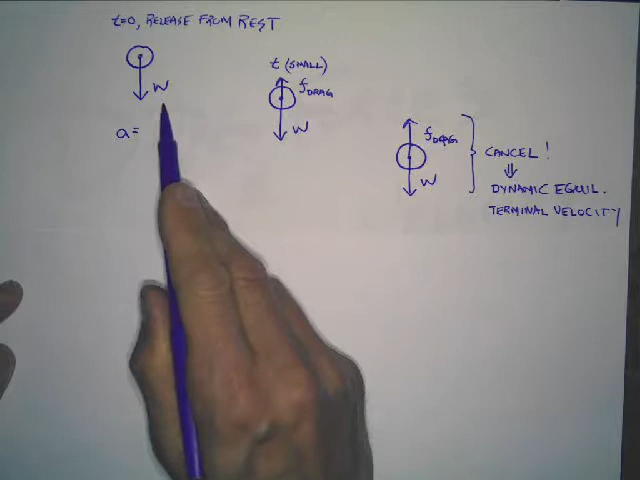 t=0, RELEASE FROM REST
W
a=
t (SMALL)
fDRAG
W
fDRAG
W
CANCEL!
⇓
DYNAMIC EQUIL.
TERMINAL VELOCITY